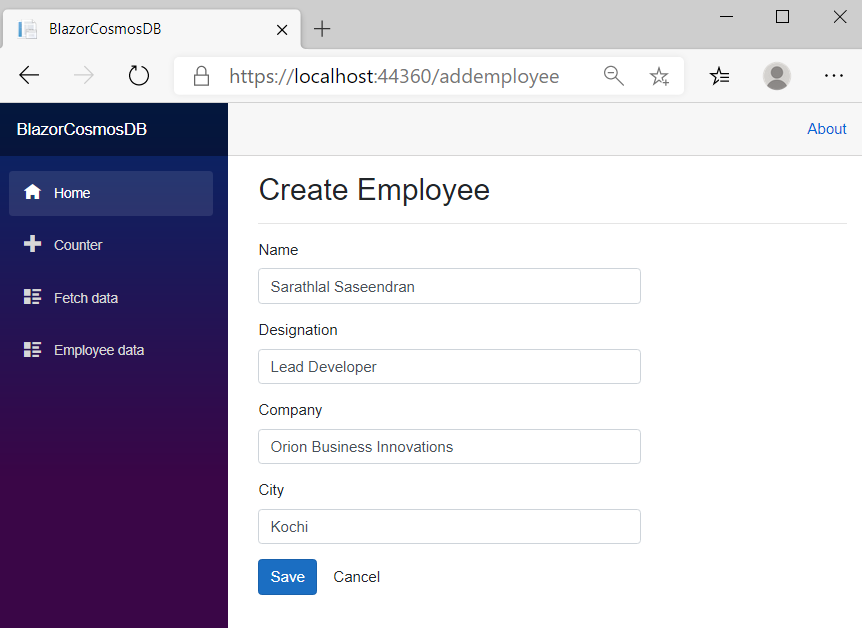 BlazorCosmosDB
https://localhost:44360/addemployee
BlazorCosmosDB
About
Home
Counter
Fetch data
Employee data
Create Employee
Name
Sarathlal Saseendran
Designation
Lead Developer
Company
Orion Business Innovations
City
Kochi
Save Cancel